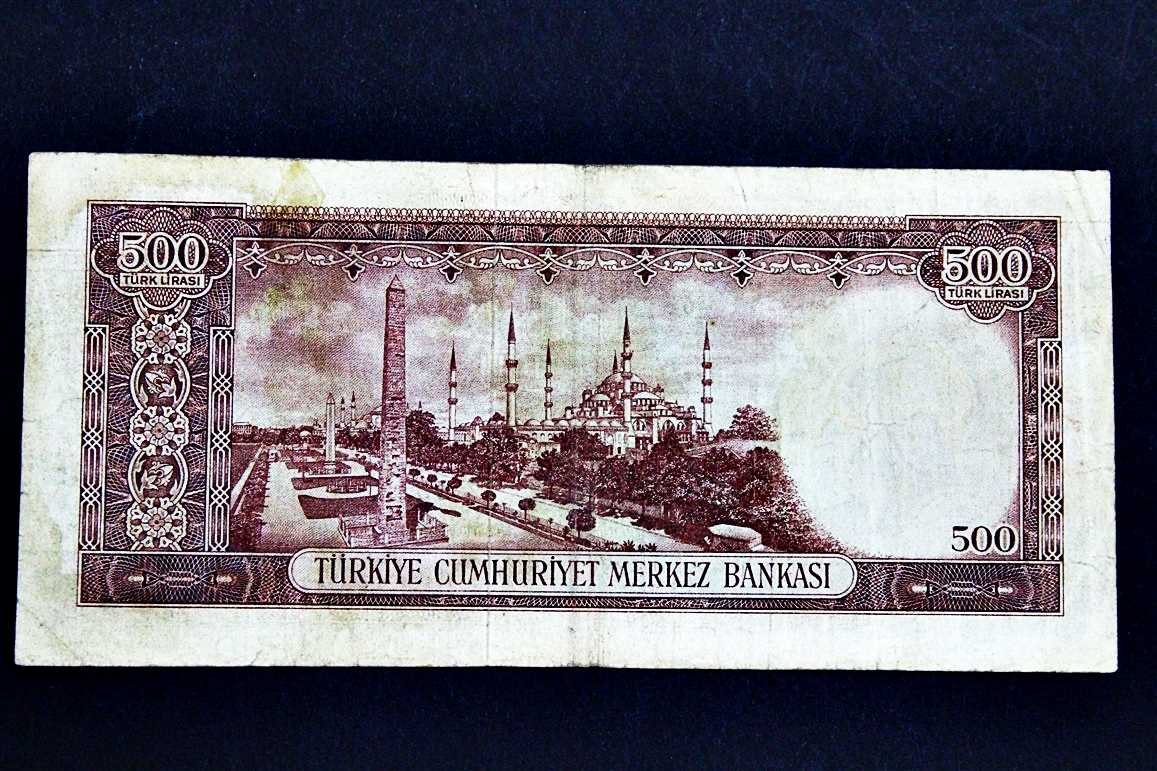 500
TÜRK LİRASI
500
TÜRK LİRASI
500
TÜRKİYE CUMHURİYET MERKEZ BANKASI